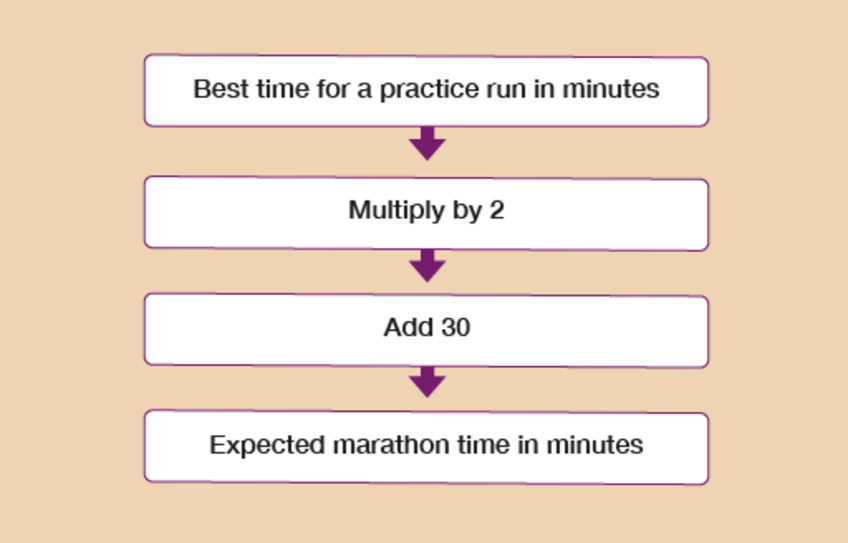 Best time for a practice run in minutes
Multiply by 2
Add 30
Expected marathon time in minutes